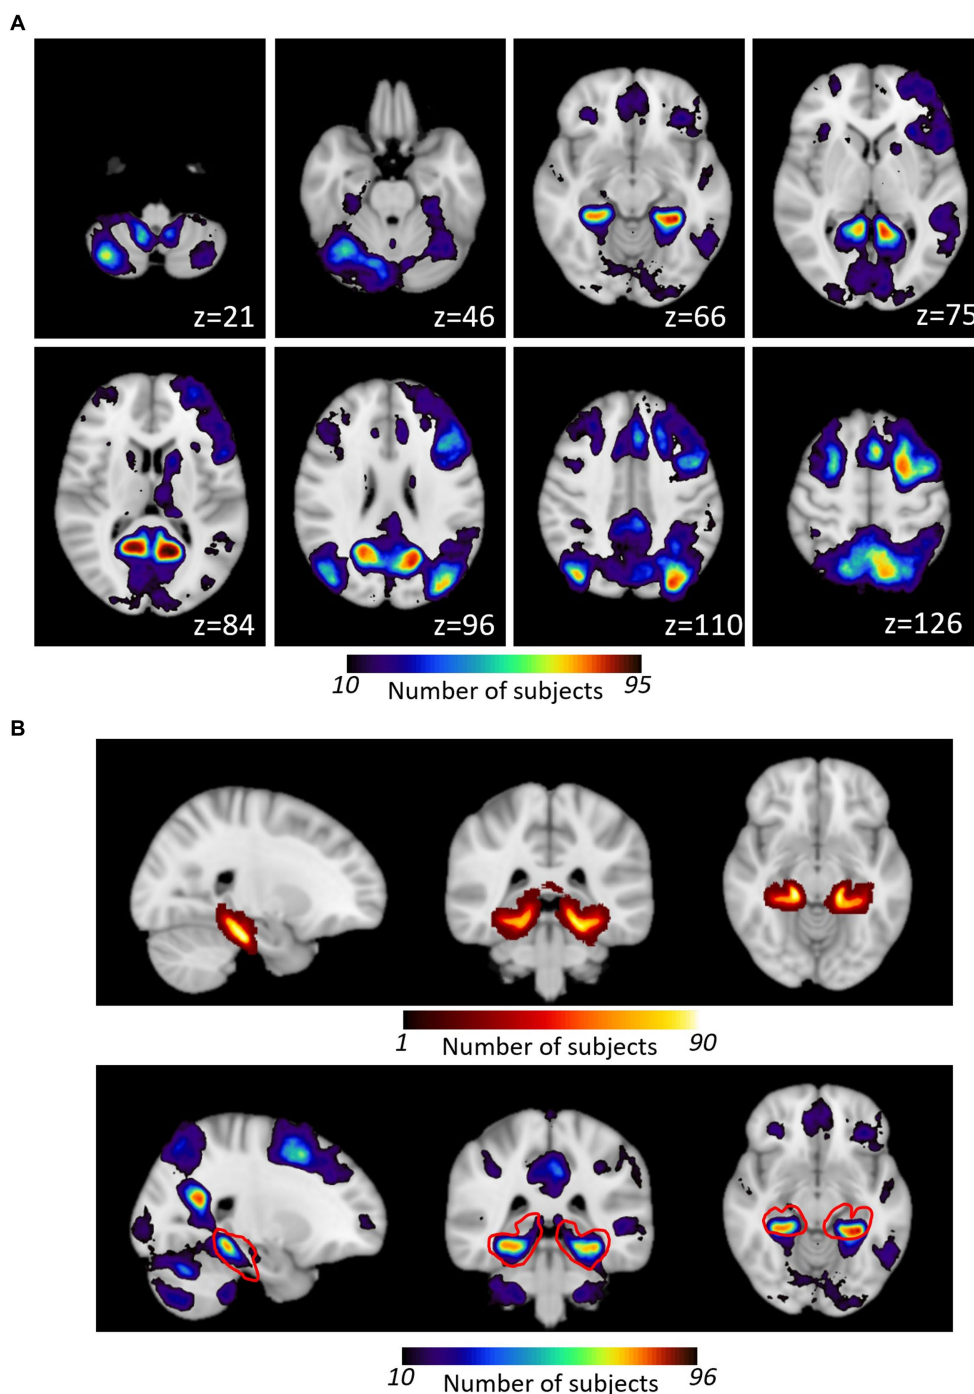 A
z=21
z=46
z=66
z=75
z=84
z=96
z=110
z=126
10 Number of subjects 95
B
1 Number of subjects 90
10 Number of subjects 96